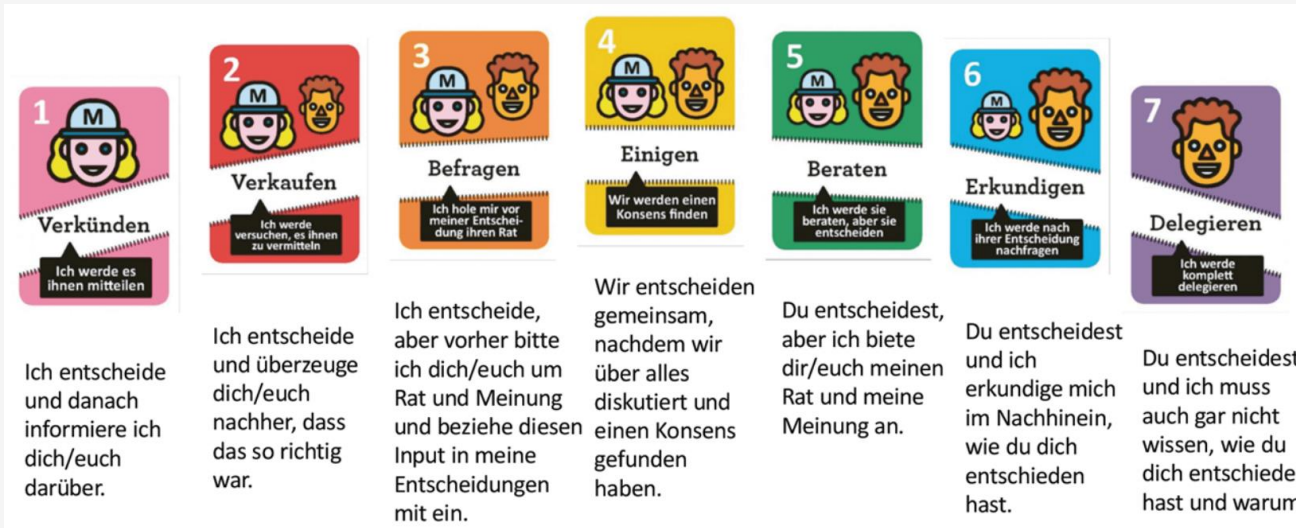 1
M
Verkünden
Ich werde es
ihnen mitteilen
Ich entscheide
und danach
informiere ich
dich/euch
darüber.
2
M
Verkaufen
Ich werde
versuchen, es ihnen
zu vermitteln
Ich entscheide
und überzeuge
dich/euch
nachher, dass
das so richtig
war.
3
M
Befragen
Ich hole mir vor
meiner Entschei-
dung ihren Rat
Ich entscheide,
aber vorher bitte
ich dich/euch um
Rat und Meinung
und beziehe diesen
Input in meine
Entscheidungen
mit ein.
4
M
Einigen
Wir werden einen
Konsens finden
Wir entscheiden
gemeinsam,
nachdem wir
über alles
diskutiert und
einen Konsens
gefunden
haben.
5
M
Beraten
Ich werde sie
beraten, aber sie
entscheiden
Du entscheidest,
aber ich biete
dir/euch meinen
Rat und meine
Meinung an.
6
M
Erkundigen
Ich werde nach
ihrer Entscheidung
nachfragen
Du entscheidest
und ich
erkundige mich
im Nachhinein,
wie du dich
entschieden
hast.
7
Delegieren
Ich werde
komplett
delegieren
Du entscheidest
und ich muss
auch gar nicht
wissen, wie du
dich entschiede
hast und warum